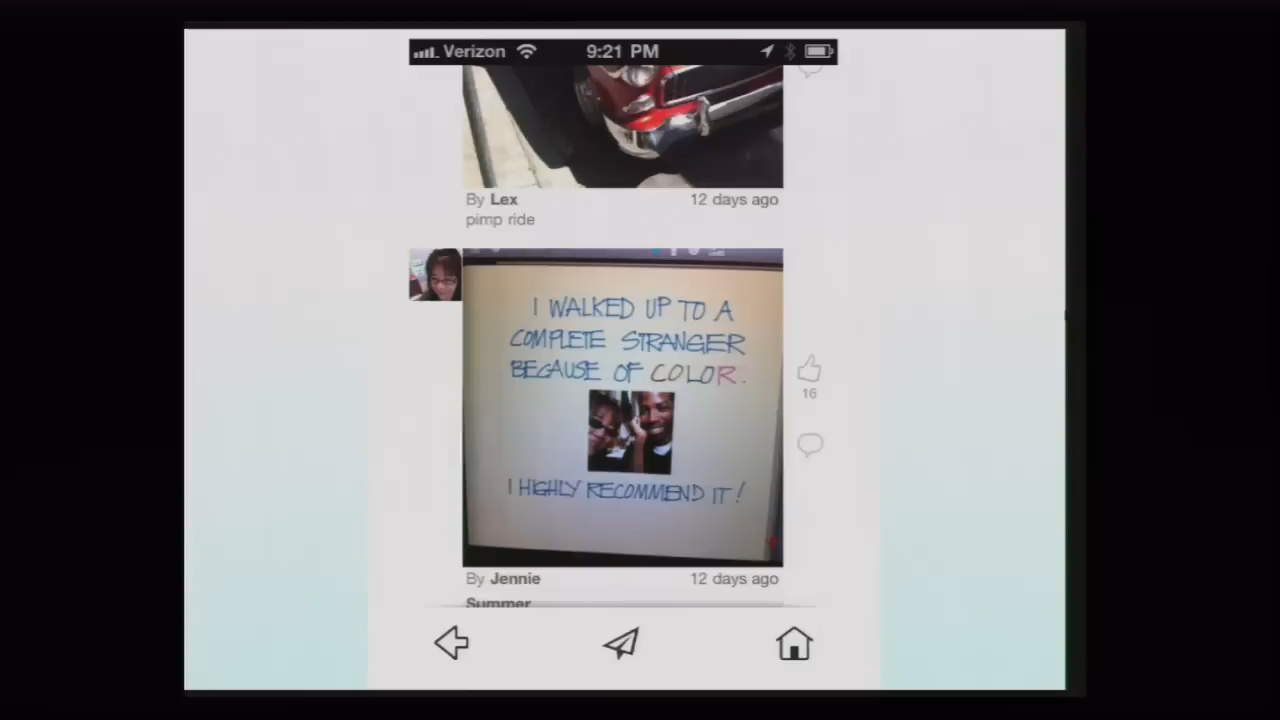 Verizon 9:21 PM
By Lex 12 days ago
pimp ride
I WALKED UP TO A
COMPLETE STRANGER
BECAUSE OF COLOR.
I HIGHLY RECOMMEND IT!
16
By Jennie 12 days ago
Summer